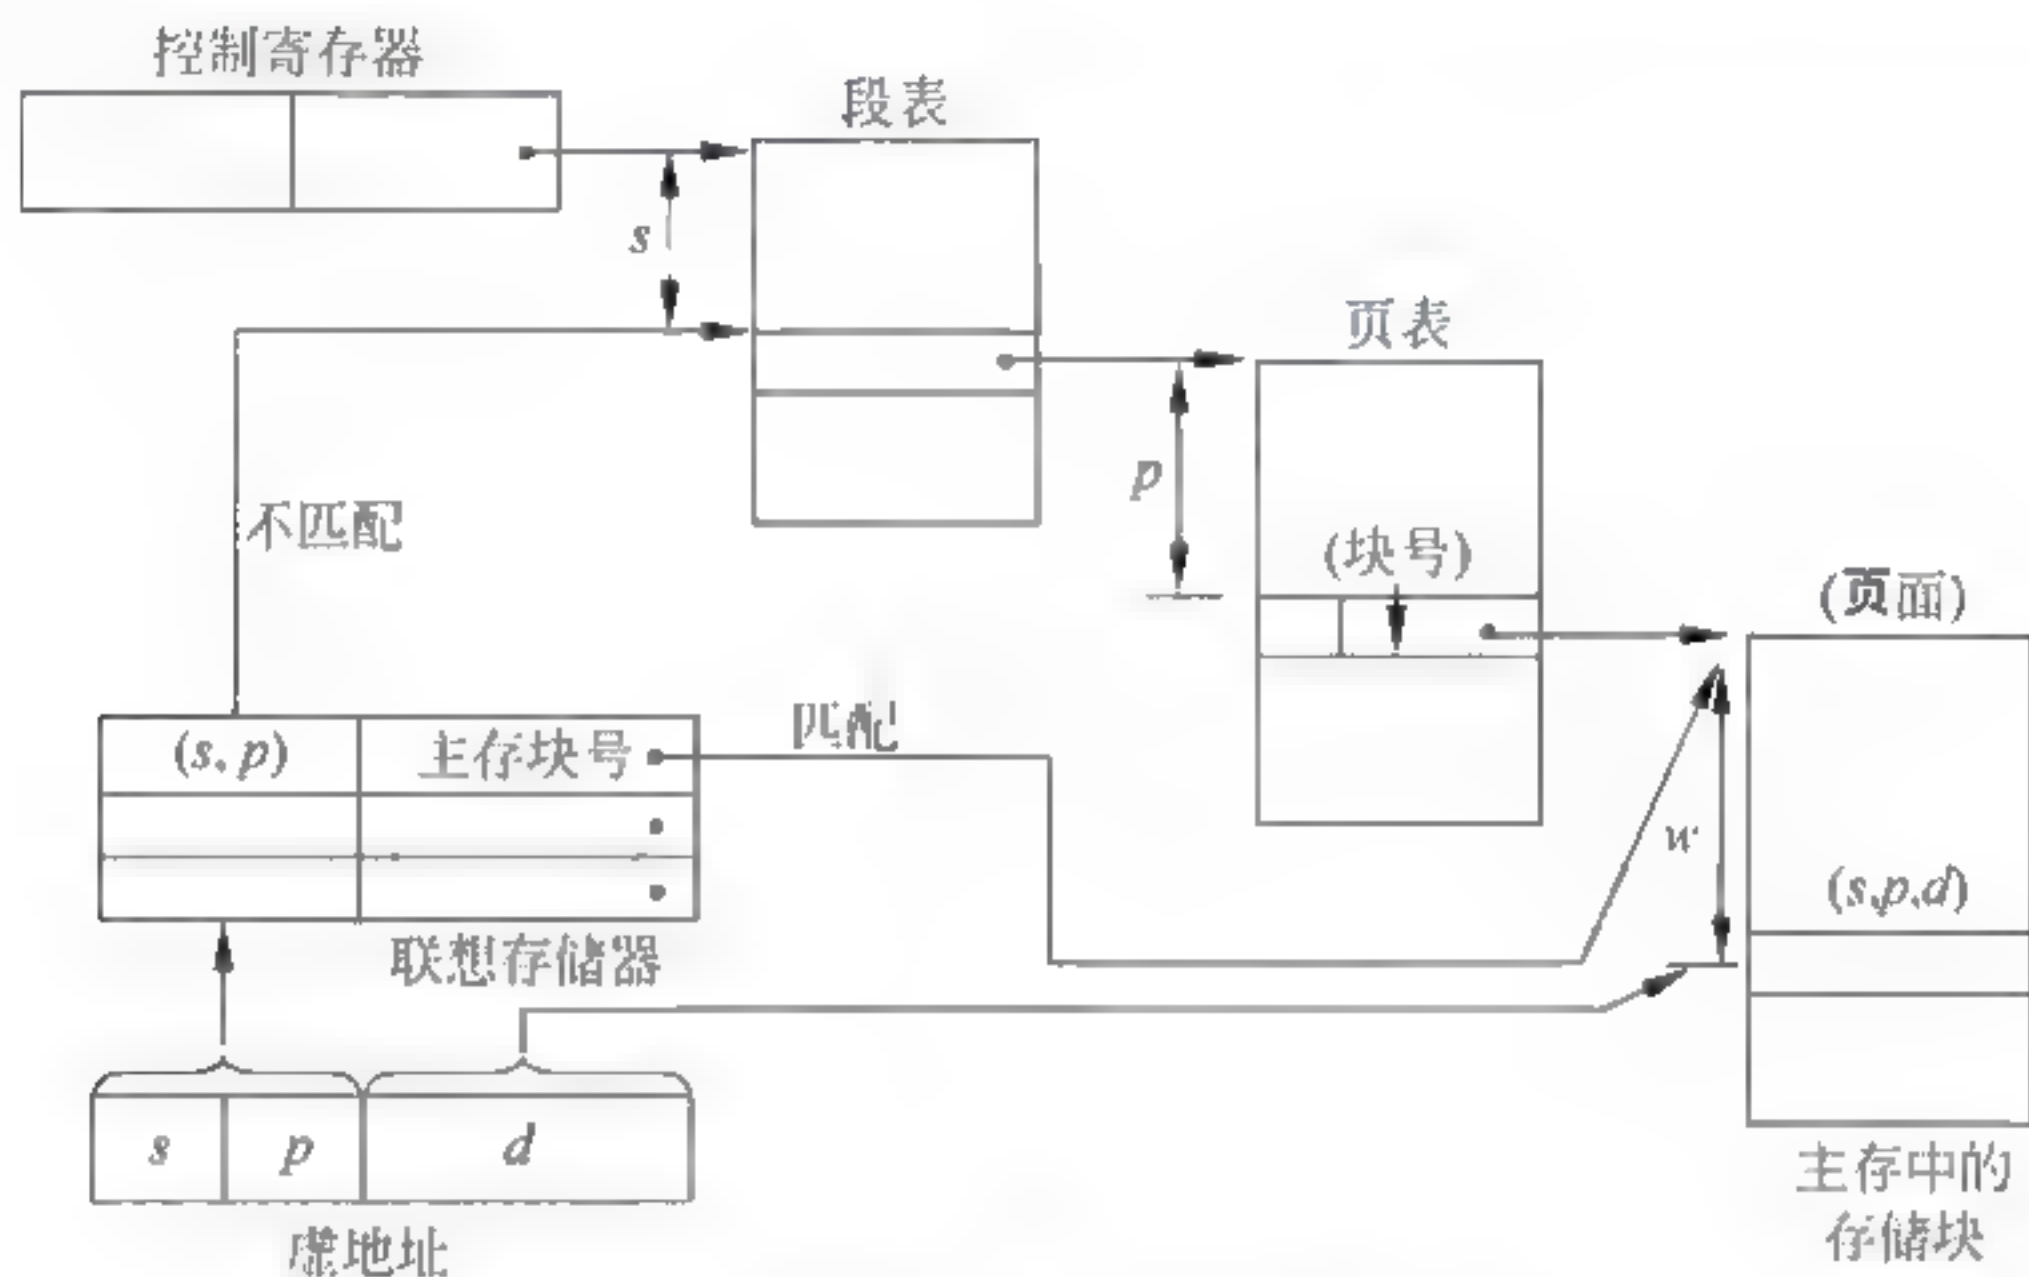 控制寄存器
段表
s
页表
p
不匹配
(块号)
(页面)
(s, p)
主存块号
匹配
w
(s,p,d)
联想存储器
s
p
d
主存中的
存储块
虚地址